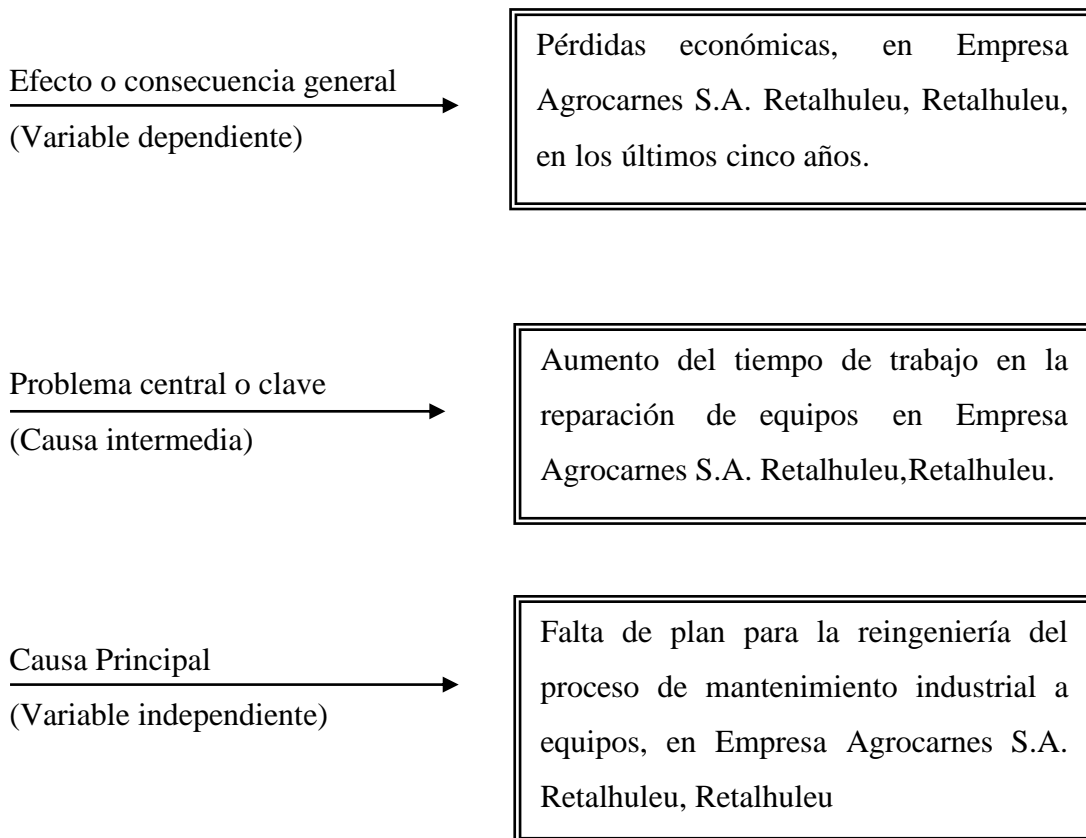 Efecto o consecuencia general
(Variable dependiente)
Pérdidas económicas, en Empresa
Agrocarnes S.A. Retalhuleu, Retalhuleu,
en los últimos cinco años.
Problema central o clave
(Causa intermedia)
Aumento del tiempo de trabajo en la
reparación de equipos en Empresa
Agrocarnes S.A. Retalhuleu,Retalhuleu.
Causa Principal
(Variable independiente)
Falta de plan para la reingeniería del
proceso de mantenimiento industrial a
equipos, en Empresa Agrocarnes S.A.
Retalhuleu, Retalhuleu